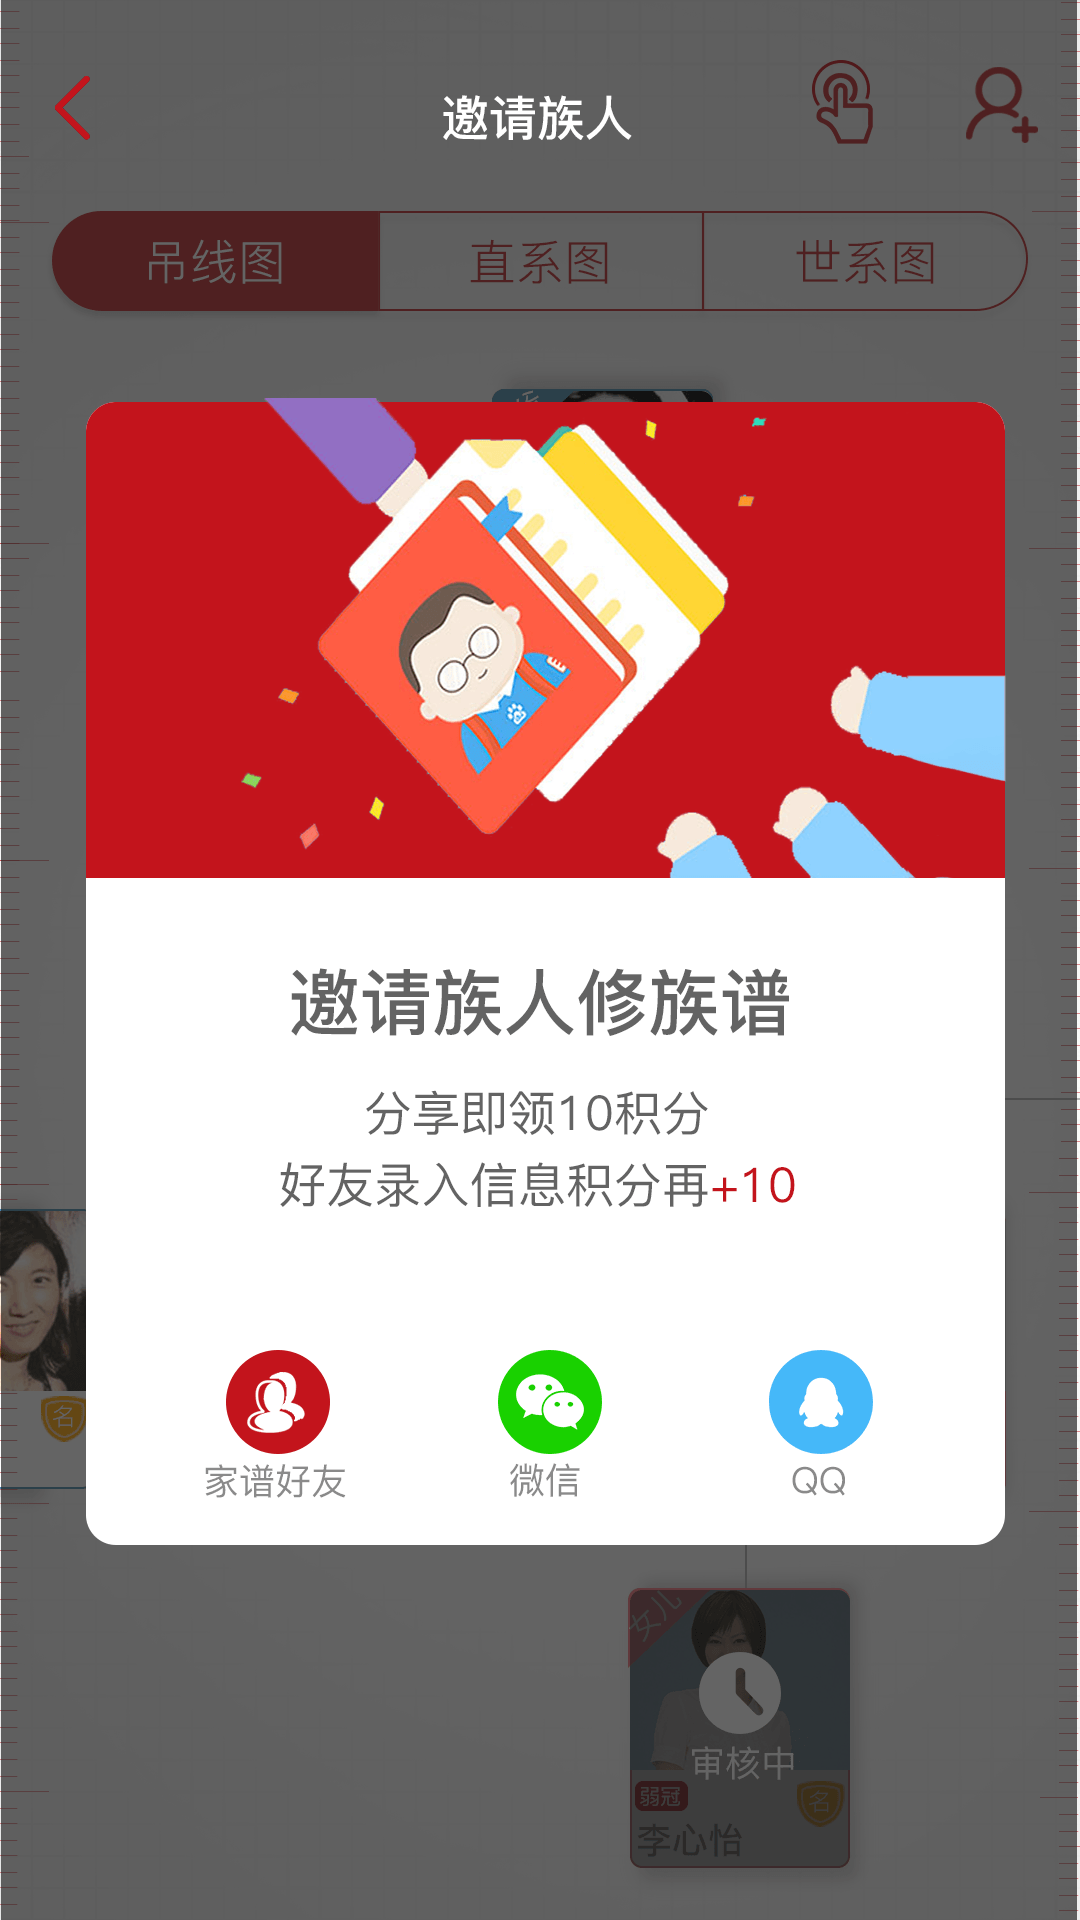 邀请族人
吊线图
直系图
世系图
邀请族人修族谱
分享即领10积分
好友录入信息积分再+10
家谱好友
微信
QQ
名
女儿
审核中
弱冠
名
李心怡